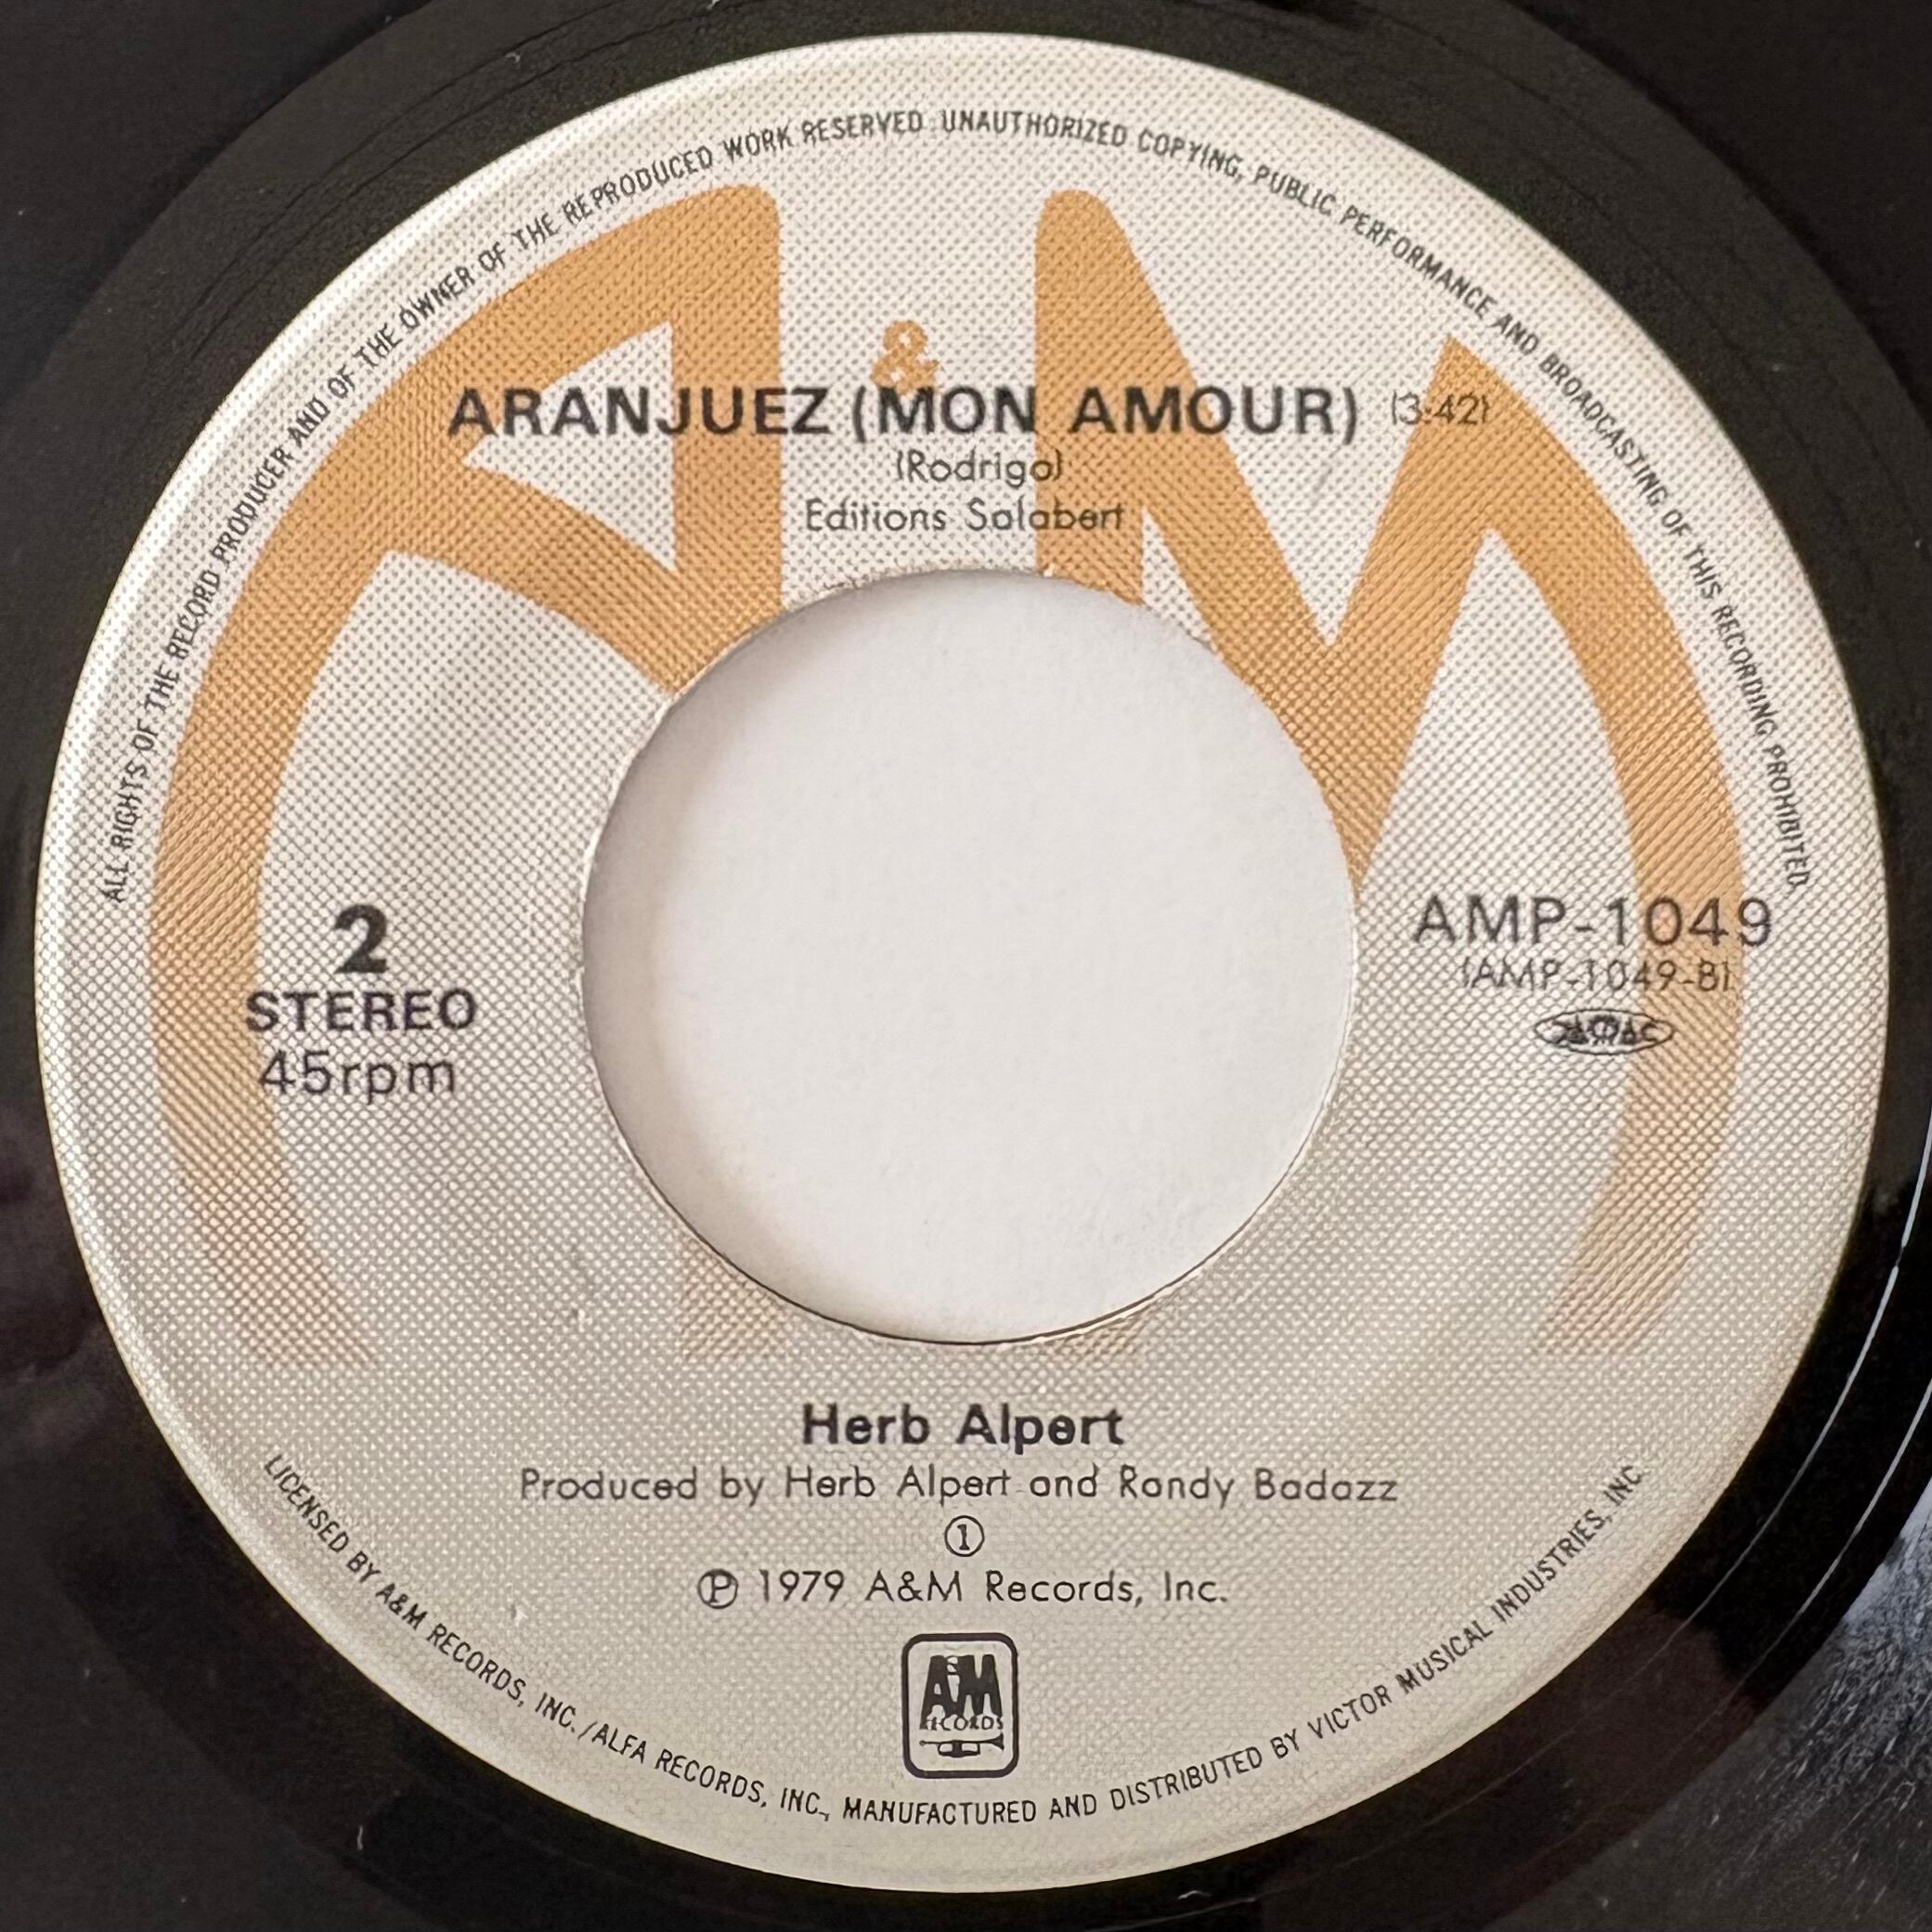 ALL RIGHTS OF THE RECORD PRODUCER AND OF THE OWNER OF THE REPRODUCED WORK RESERVED. UNAUTHORIZED COPYING, PUBLIC PERFORMANCE AND BROADCASTING OF THIS RECORDING PROHIBITED.
A & M
ARANJUEZ (MON AMOUR) (3:42)
(Rodrigo)
Editions Salabert
2
STEREO
45rpm
AMP-1049
(AMP-1049-B)
JASRAC
Herb Alpert
Produced by Herb Alpert and Randy Badazz
①
Ⓟ 1979 A&M Records, Inc.
A&M
RECORDS
LICENSED BY A&M RECORDS, INC./ALFA RECORDS, INC., MANUFACTURED AND DISTRIBUTED BY VICTOR MUSICAL INDUSTRIES, INC.